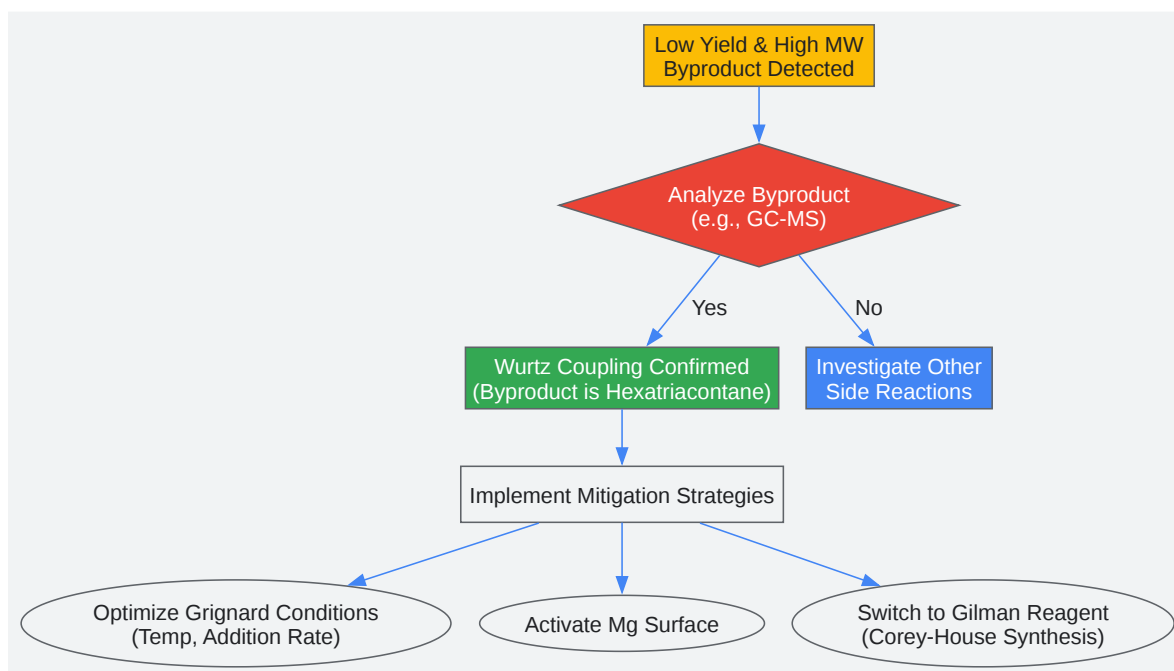 Low Yield & High MW
Byproduct Detected
Analyze Byproduct
(e.g., GC-MS)
Yes
No
Wurtz Coupling Confirmed
(Byproduct is Hexatriacontane)
Investigate Other
Side Reactions
Implement Mitigation Strategies
Optimize Grignard Conditions
(Temp, Addition Rate)
Activate Mg Surface
Switch to Gilman Reagent
(Corey-House Synthesis)